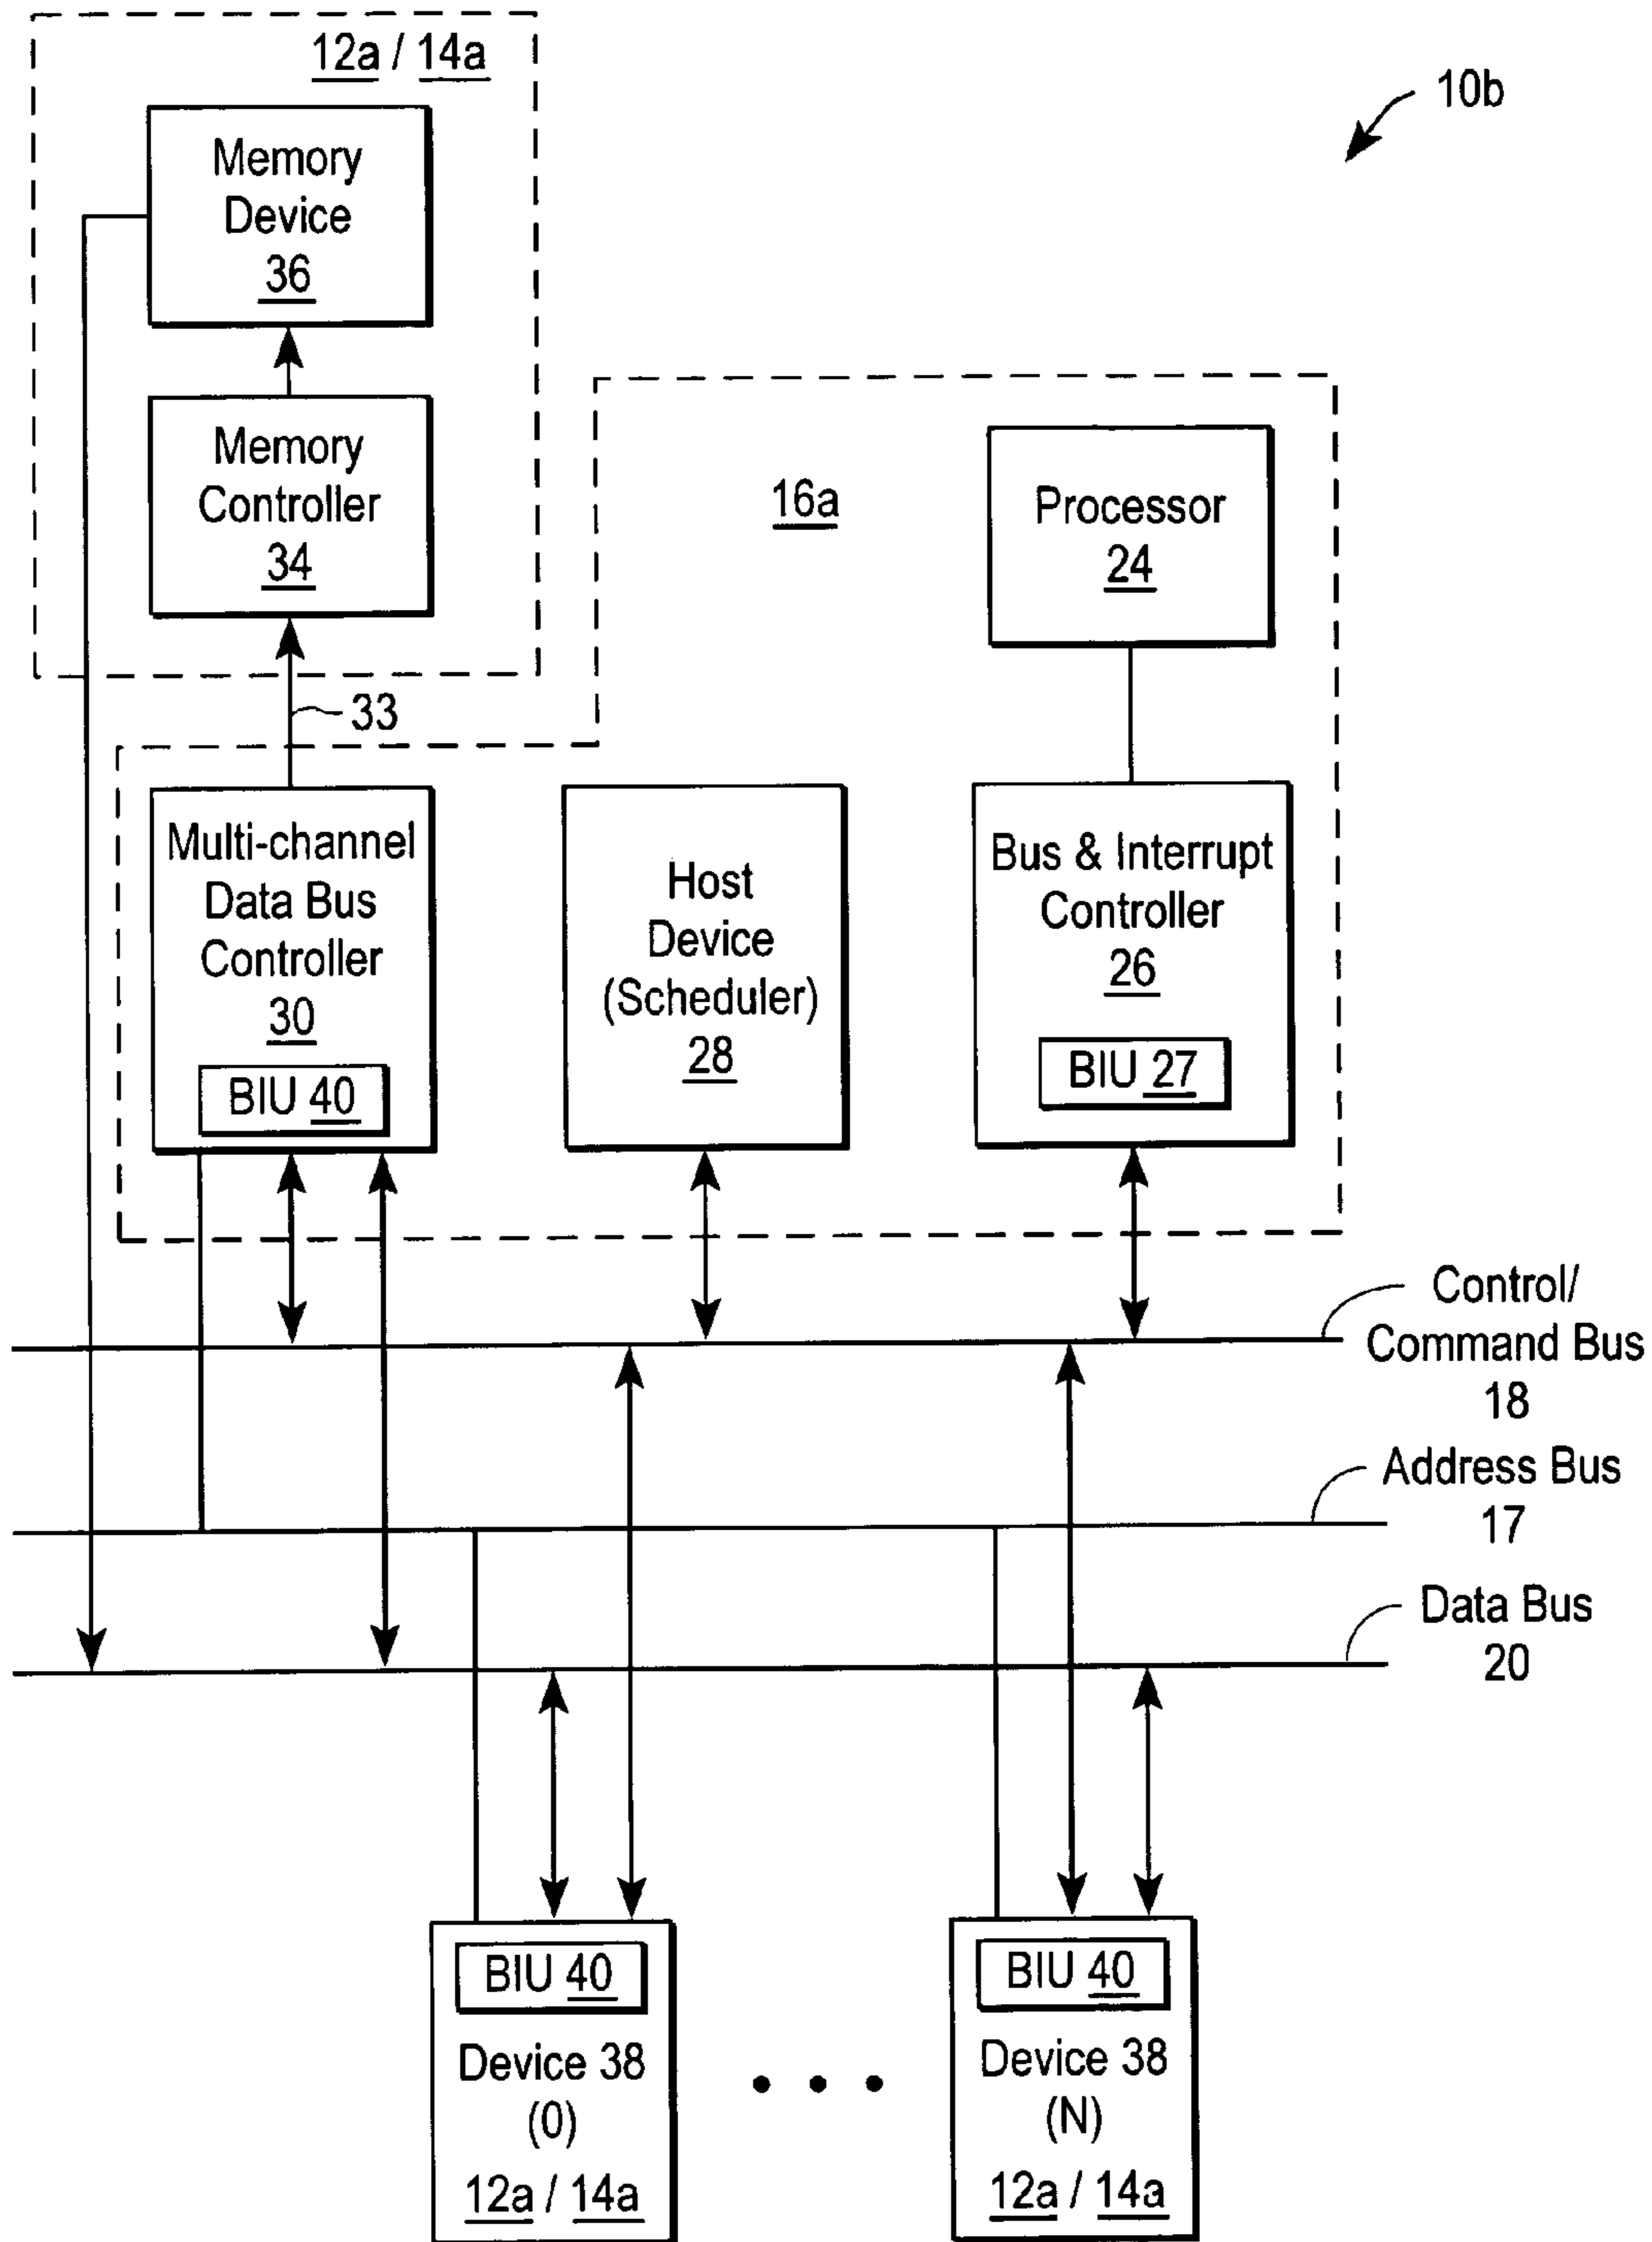 12a / 14a
10b
Memory
Device
36
Memory
Controller
34
16a
Processor
24
33
Multi-channel
Data Bus
Controller
30
BIU 40
Host
Device
(Scheduler)
28
Bus & Interrupt
Controller
26
BIU 27
Control/
Command Bus
18
Address Bus
17
Data Bus
20
BIU 40
Device 38
(0)
12a / 14a
• • •
BIU 40
Device 38
(N)
12a / 14a